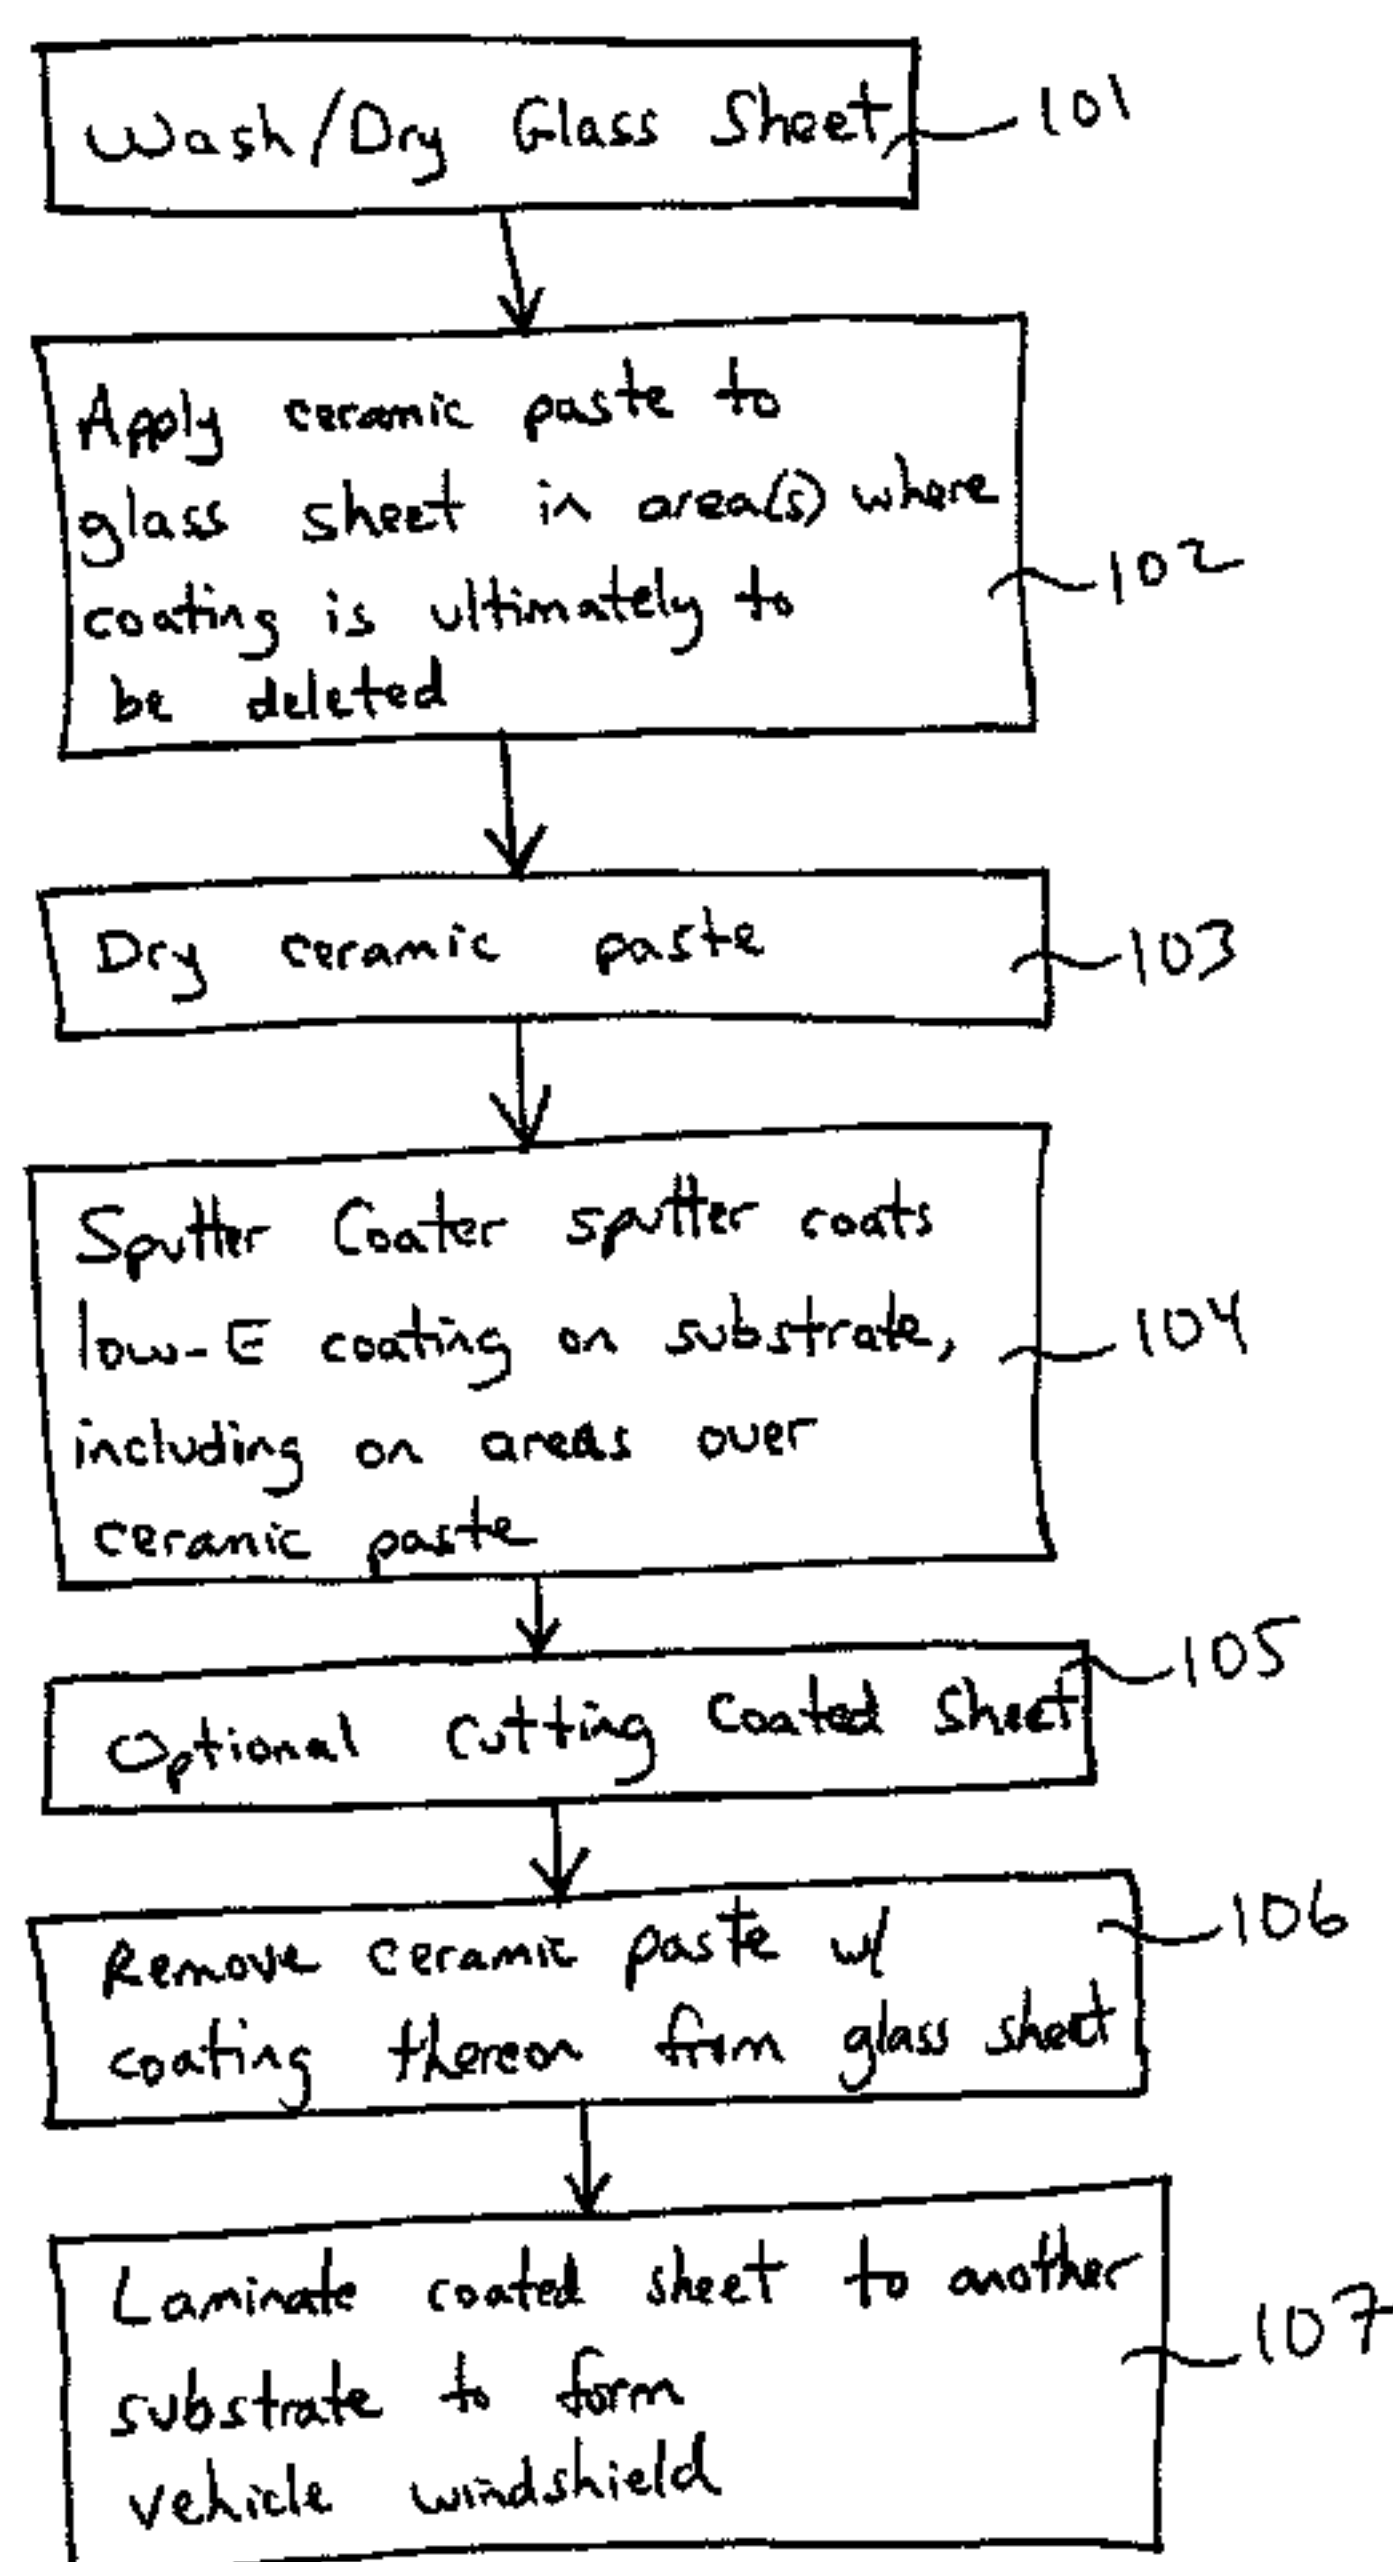 Wash/Dry Glass Sheet 101
Apply ceramic paste to
glass sheet in area(s) where
coating is ultimately to
be deleted
102
Dry ceramic paste 103
Sputter Coater sputter coats
low-E coating on substrate,
including on areas over
ceramic paste
104
Optional cutting coated sheet 105
Remove ceramic paste w/
coating thereon from glass sheet
106
Laminate coated sheet to another
substrate to form
vehicle windshield
107